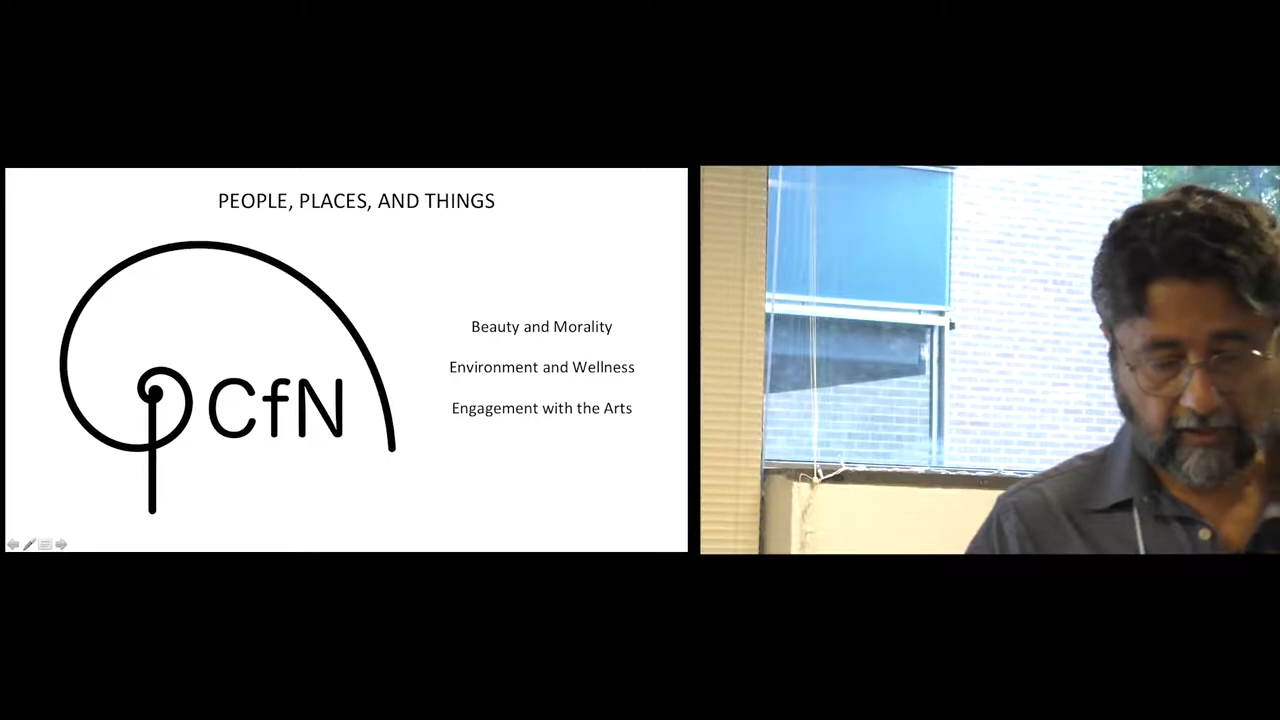 PEOPLE, PLACES, AND THINGS
CfN
Beauty and Morality
Environment and Wellness
Engagement with the Arts